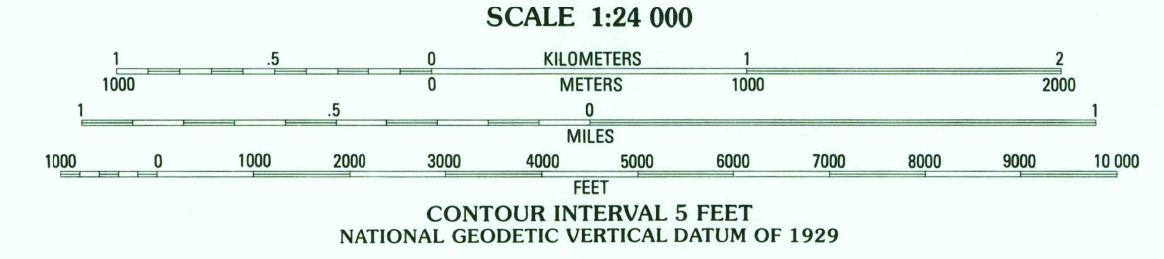 SCALE 1:24 000
1 .5 0 KILOMETERS 1 2
1000 0 METERS 1000 2000
1 .5 0 1
MILES
1000 0 1000 2000 3000 4000 5000 6000 7000 8000 9000 10 000
FEET
CONTOUR INTERVAL 5 FEET
NATIONAL GEODETIC VERTICAL DATUM OF 1929